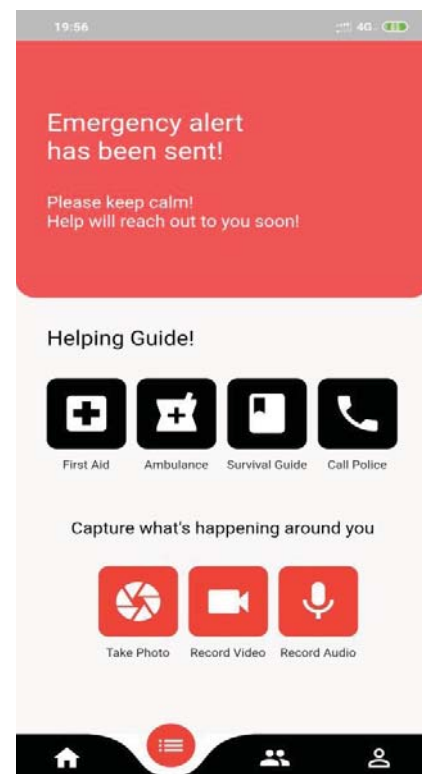 19:56 4G
Emergency alert
has been sent!
Please keep calm!
Help will reach out to you soon!
Helping Guide!
First Aid Ambulance Survival Guide Call Police
Capture what's happening around you
Take Photo Record Video Record Audio